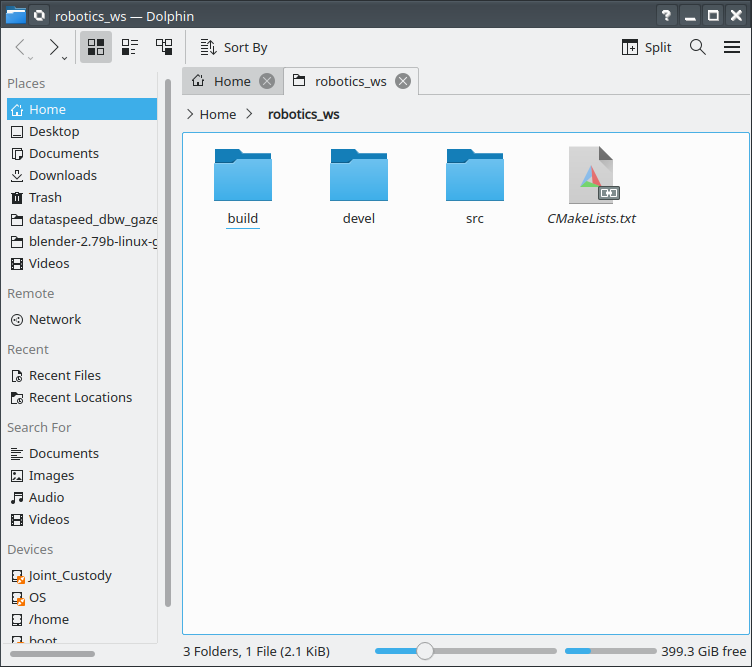 robotics_ws — Dolphin
Sort By
Split
Places
Home
Desktop
Documents
Downloads
Trash
dataspeed_dbw_gaze
blender-2.79b-linux-g
Videos
Remote
Network
Recent
Recent Files
Recent Locations
Search For
Documents
Images
Audio
Videos
Devices
Joint_Custody
OS
/home
boot
Home
robotics_ws
Home
robotics_ws
build
devel
src
CMakeLists.txt
3 Folders, 1 File (2.1 KiB)
399.3 GiB free